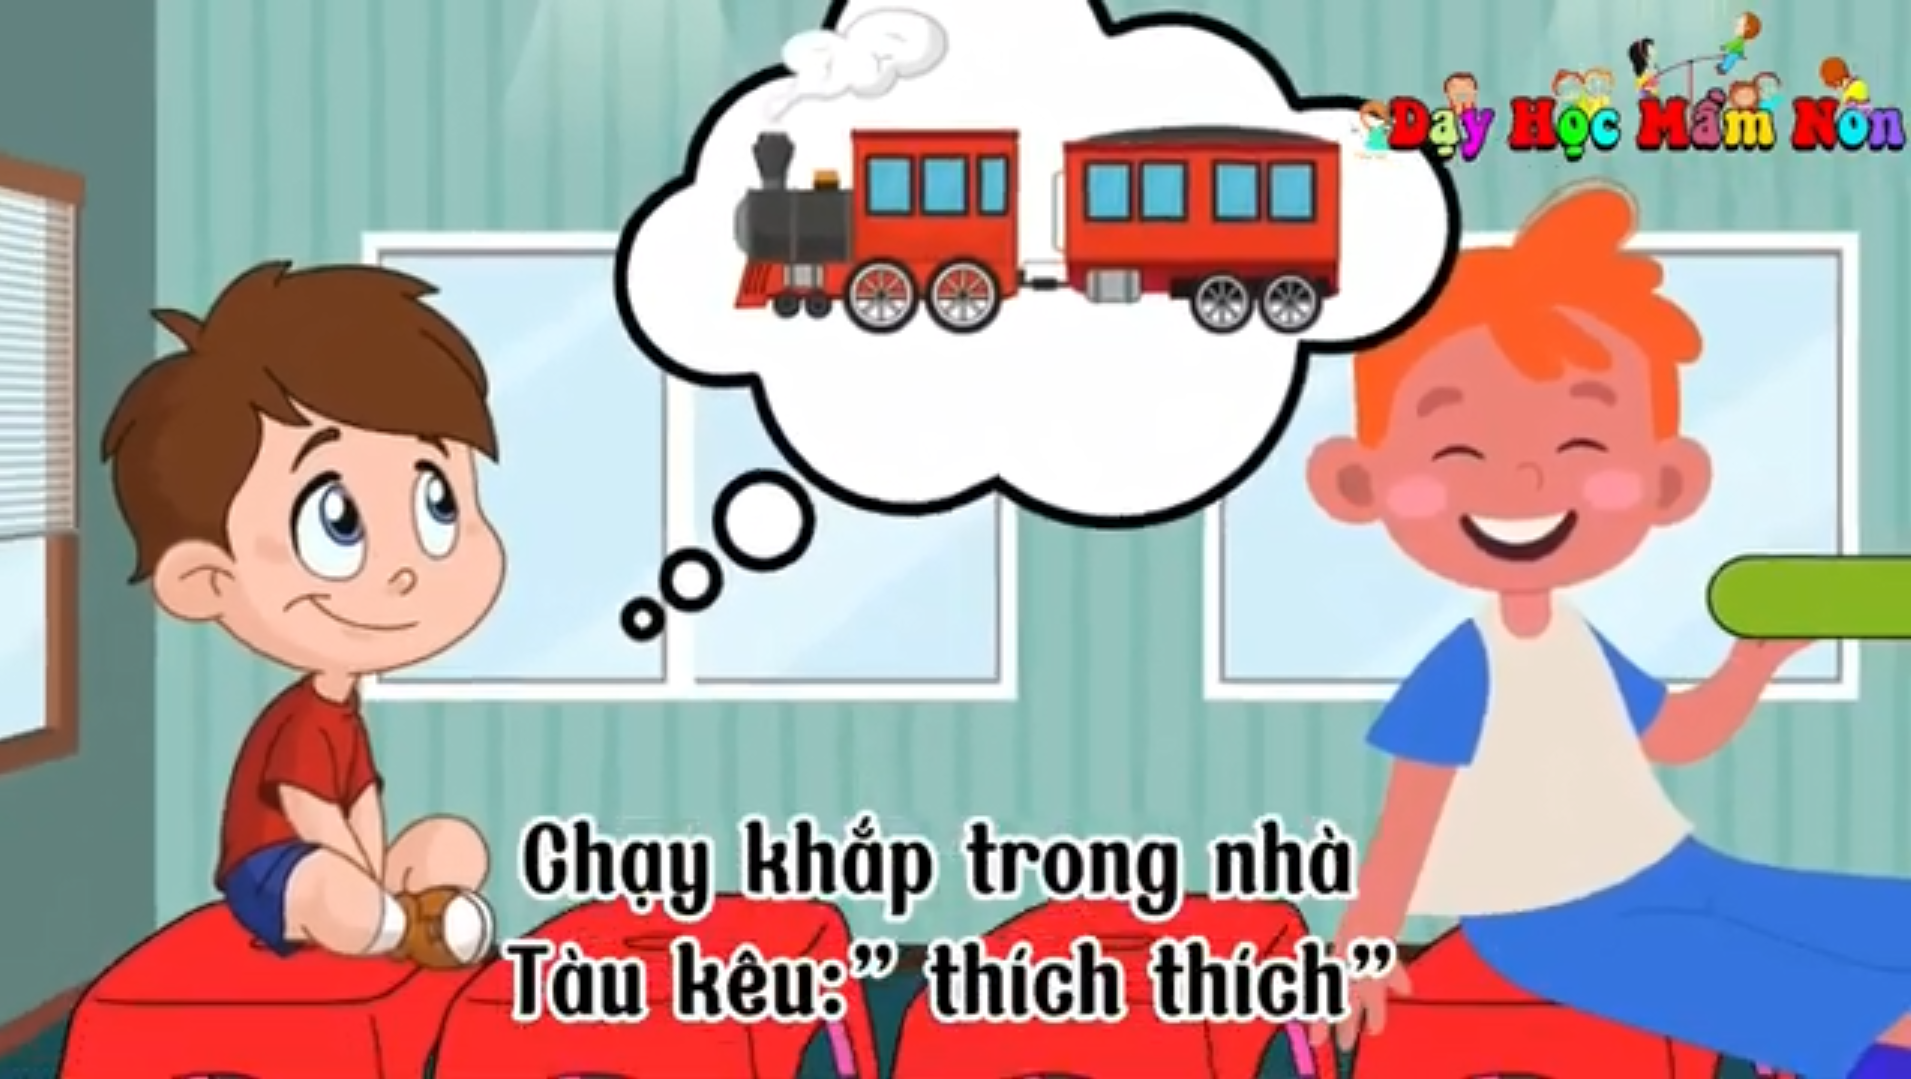 Dạy Học Mầm Non
Chạy khắp trong nhà
Tàu kêu:” thích thích”